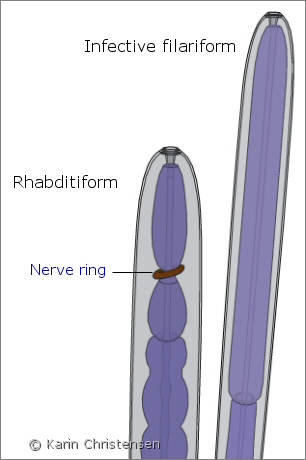 Infective filariform
Rhabditiform
Nerve ring
© Karin Christensen